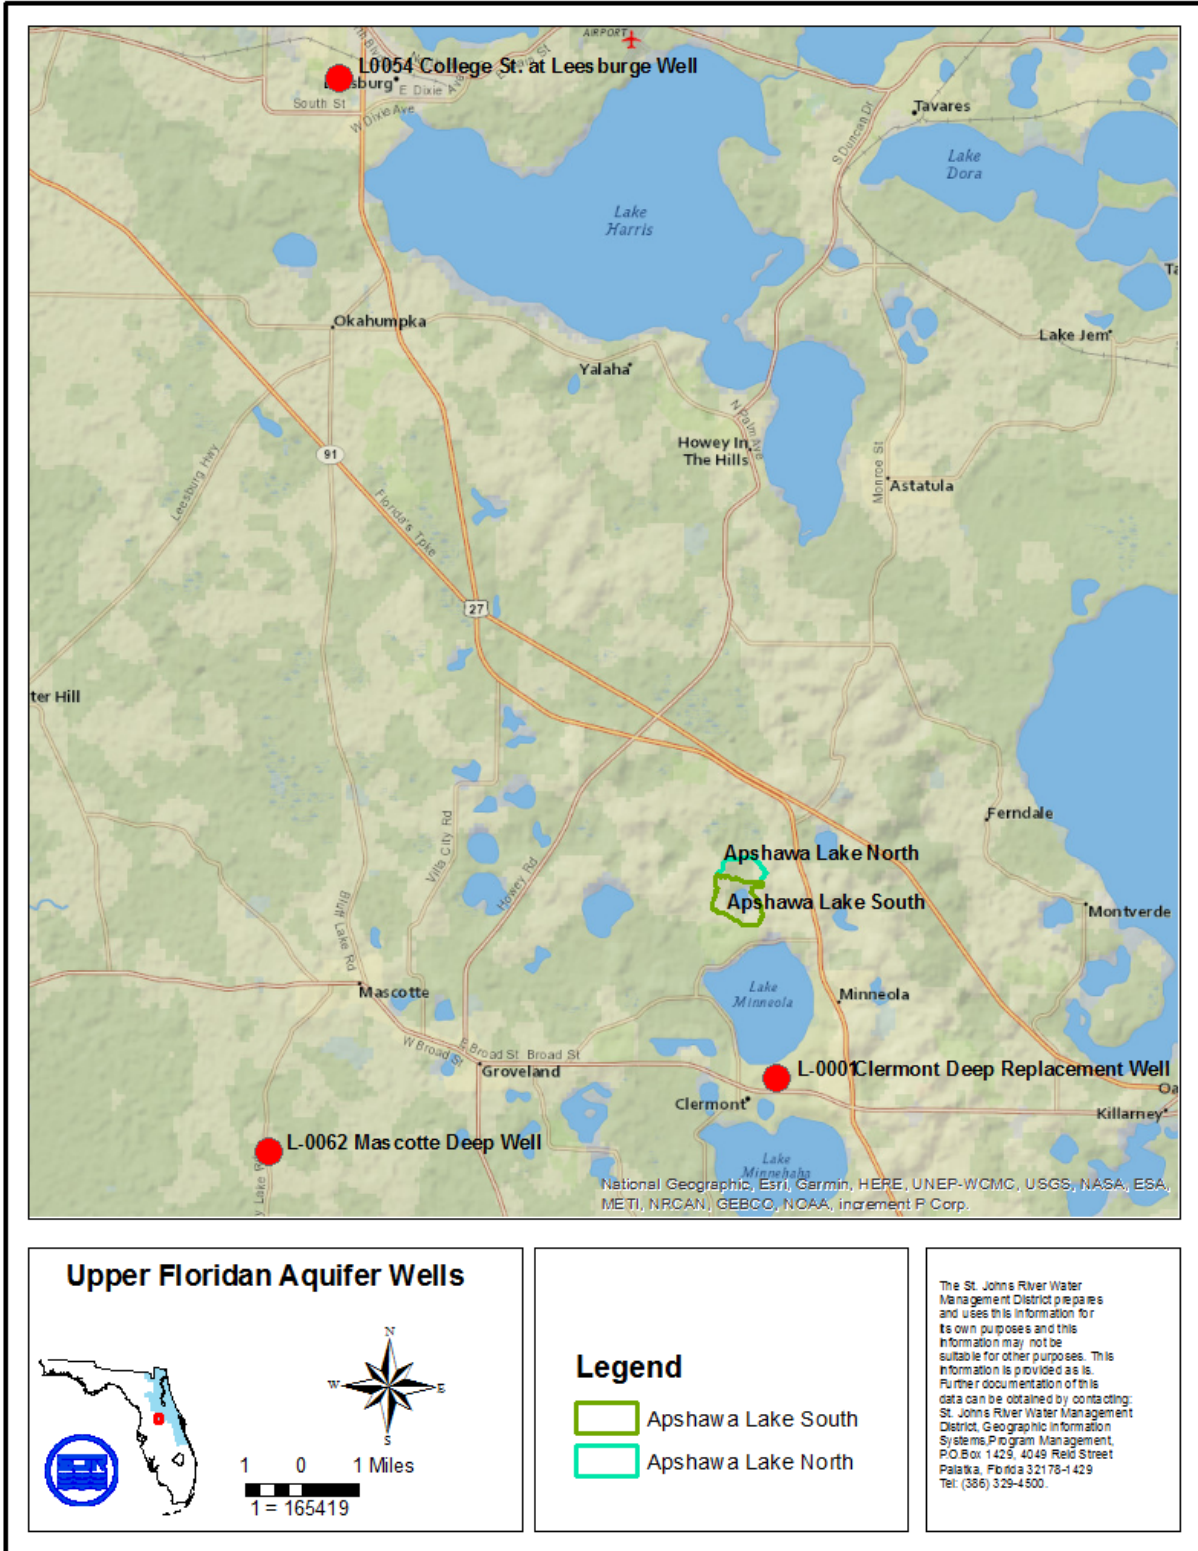 AIRPORT
L0054 College St. at Leesburge Well
E Dixie Ave
South St
W Dixie Ave
Tavares
S Duncan Dr
Lake
Dora
Lake
Harris
Okahumpka
Lake Jem
Yalaha
N Palm Ave
Howey In
The Hills
91
Leesburg Hwy
Monroe St
Astatula
Florida's Tpke
27
ter Hill
Ferndale
Villa City Rd
Apshawa Lake North
Howey Rd
Apshawa Lake South
Montverde
Bluff Lake Rd
Mascotte
Lake
Minneola
Minneola
W Broad St
E Broad St
Broad St
Groveland
L-0001Clermont Deep Replacement Well
Oa
Clermont
Killarney
L-0062 Mascotte Deep Well
Lake
Minnehaha
y Lake Rd
National Geographic, Esri, Garmin, HERE, UNEP-WCMC, USGS, NASA, ESA,
METI, NRCAN, GEBCO, NOAA, increment P Corp.
Upper Floridan Aquifer Wells
N
W
E
S
1 0 1 Miles
1 = 165419
Legend
Apshawa Lake South
Apshawa Lake North
The St. Johns River Water
Management District prepares
and uses this information for
its own purposes and this
information may not be
suitable for other purposes. This
information is provided as is.
Further documentation of this
data can be obtained by contacting:
St. Johns River Water Management
District, Geographic Information
Systems,Program Management,
P.O.Box 1429, 4049 Reid Street
Palatka, Florida 32178-1429
Tel: (386) 329-4500.